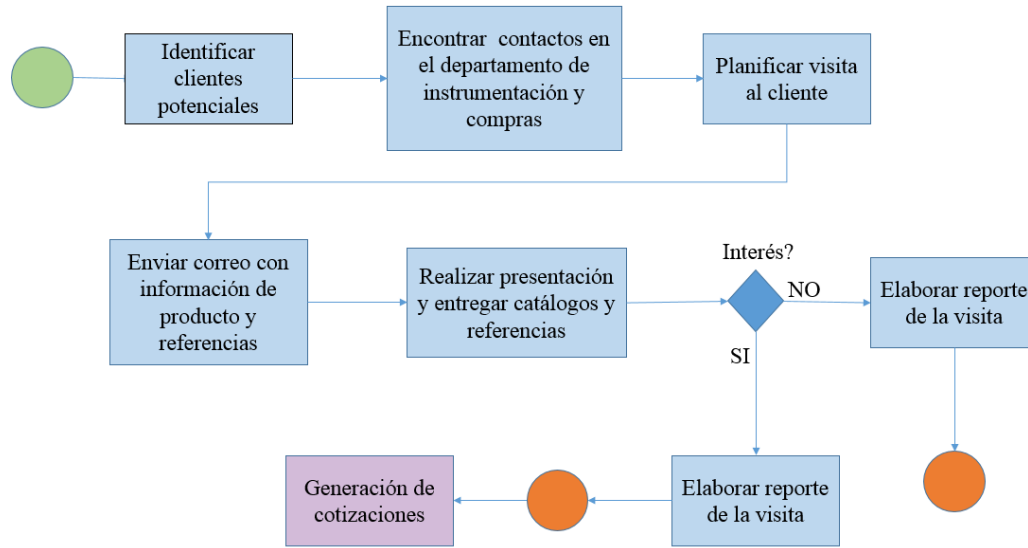 Identificar
clientes
potenciales
Encontrar contactos en
el departamento de
instrumentación y
compras
Planificar visita
al cliente
Enviar correo con
información de
producto y
referencias
Realizar presentación
y entregar catálogos y
referencias
Interés?
NO
SI
Elaborar reporte
de la visita
Elaborar reporte
de la visita
Generación de
cotizaciones